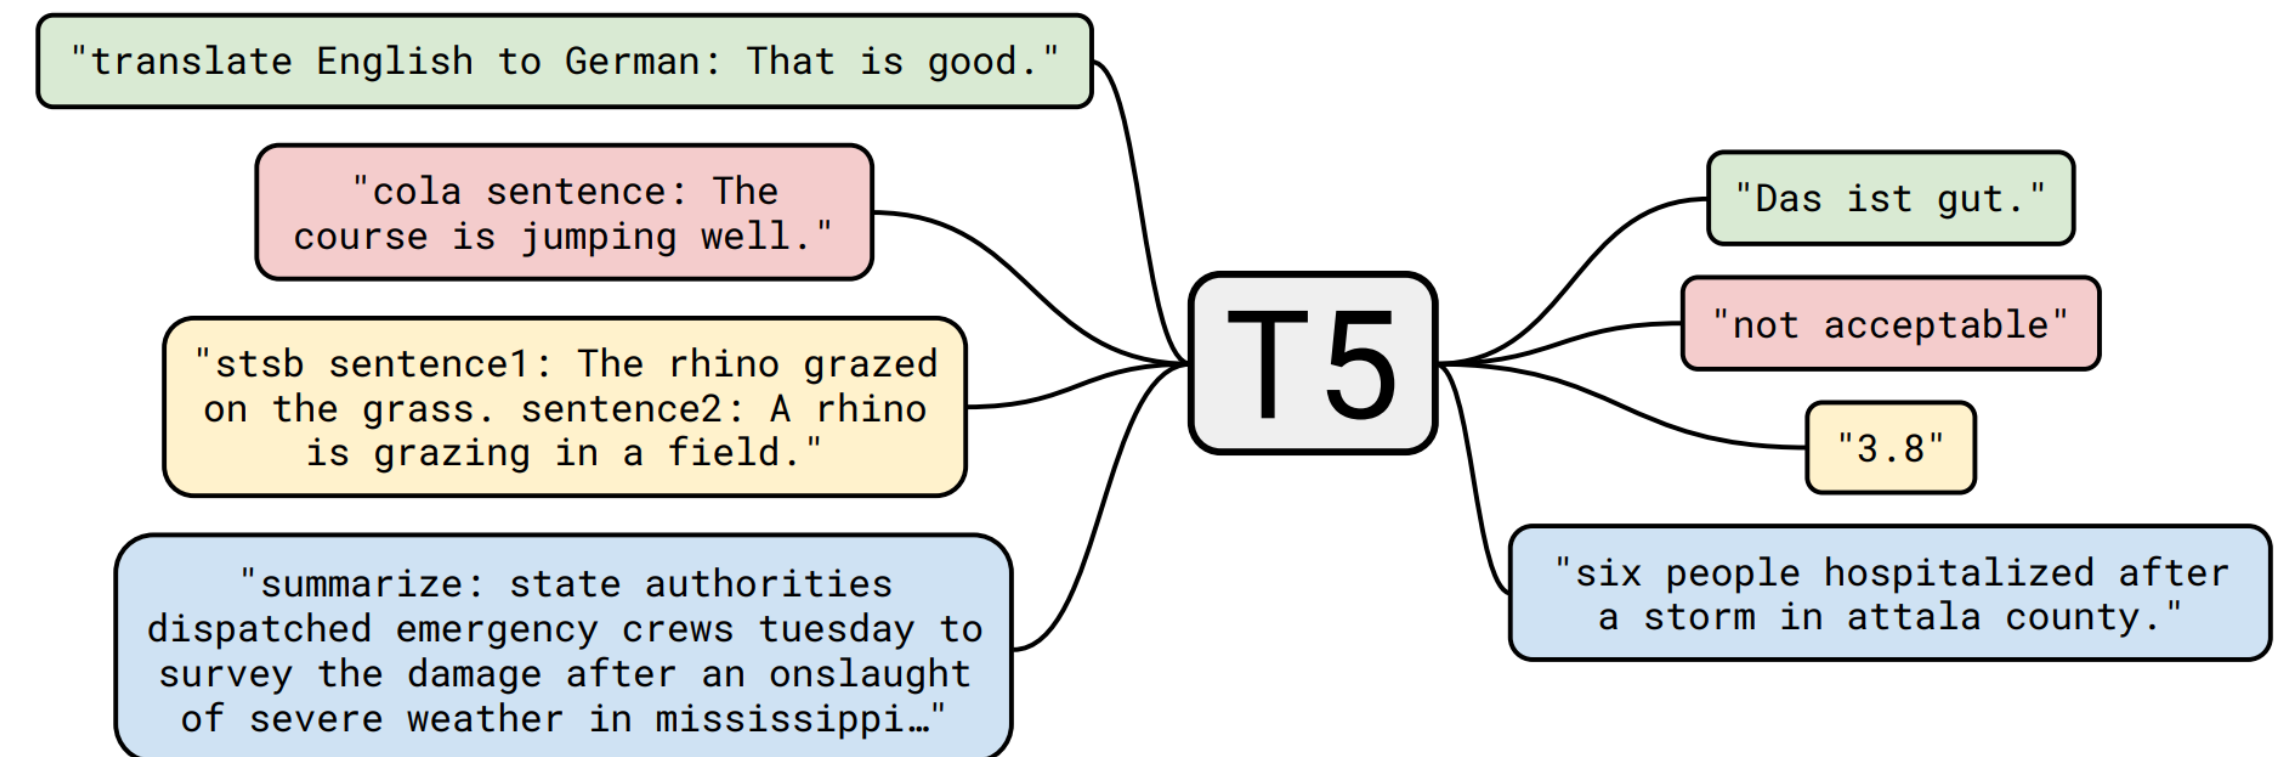 "translate English to German: That is good."
"cola sentence: The
course is jumping well."
"stsb sentence1: The rhino grazed
on the grass. sentence2: A rhino
is grazing in a field."
"summarize: state authorities
dispatched emergency crews tuesday to
survey the damage after an onslaught
of severe weather in mississippi…"
T5
"Das ist gut."
"not acceptable"
"3.8"
"six people hospitalized after
a storm in attala county."